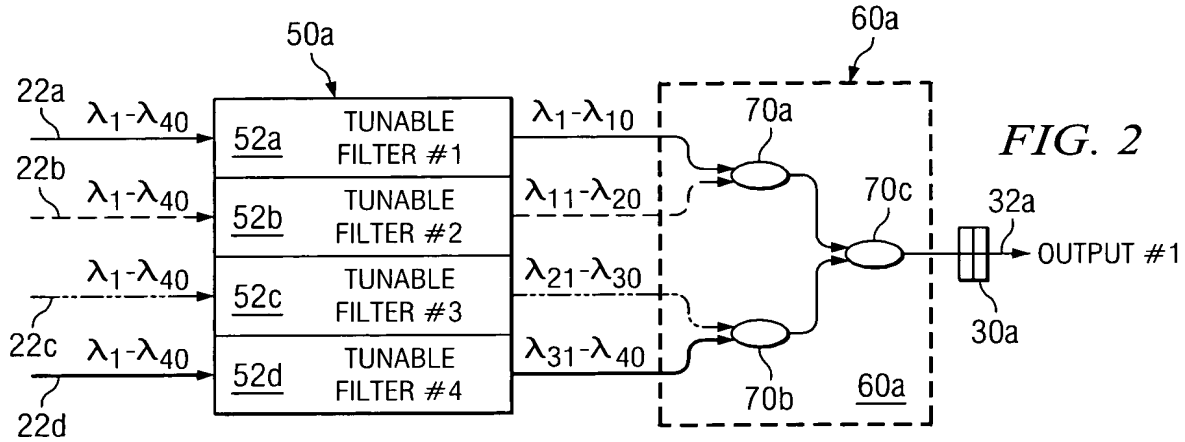 50a
60a
22a
λ1-λ40
52a
TUNABLE
FILTER #1
λ1-λ10
70a
FIG. 2
22b
λ1-λ40
52b
TUNABLE
FILTER #2
λ11-λ20
70c
32a
OUTPUT #1
λ1-λ40
52c
TUNABLE
FILTER #3
λ21-λ30
30a
22c
λ1-λ40
52d
TUNABLE
FILTER #4
λ31-λ40
70b
60a
22d